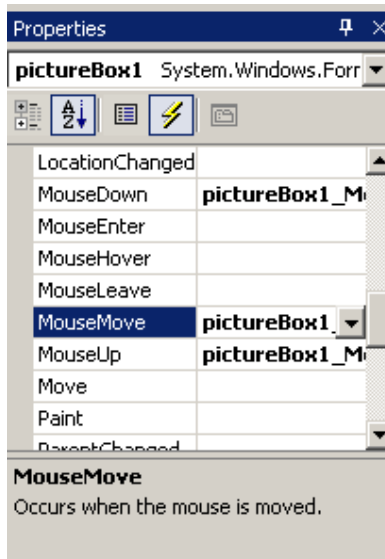 Properties
pictureBox1 System.Windows.Forr
LocationChanged
MouseDown pictureBox1_M
MouseEnter
MouseHover
MouseLeave
MouseMove pictureBox1_
MouseUp pictureBox1_M
Move
Paint
ParentChanged
MouseMove
Occurs when the mouse is moved.